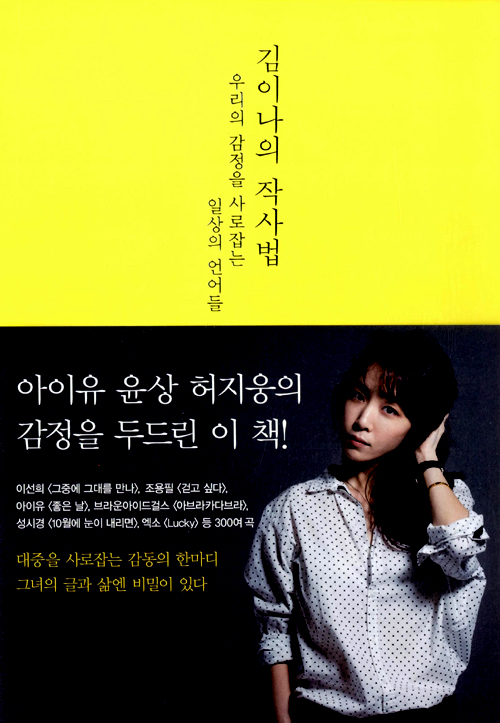 김이나의 작사법
우리의 감정을 사로잡는
일상의 언어들
아이유 윤상 허지웅의
감정을 두드린 이 책!
이선희 〈그중에 그대를 만나〉, 조용필 〈걷고 싶다〉,
아이유 〈좋은 날〉, 브라운아이드걸스 〈아브라카다브라〉,
성시경 〈10월에 눈이 내리면〉, 엑소 〈Lucky〉 등 300여 곡
대중을 사로잡는 감동의 한마디
그녀의 글과 삶엔 비밀이 있다